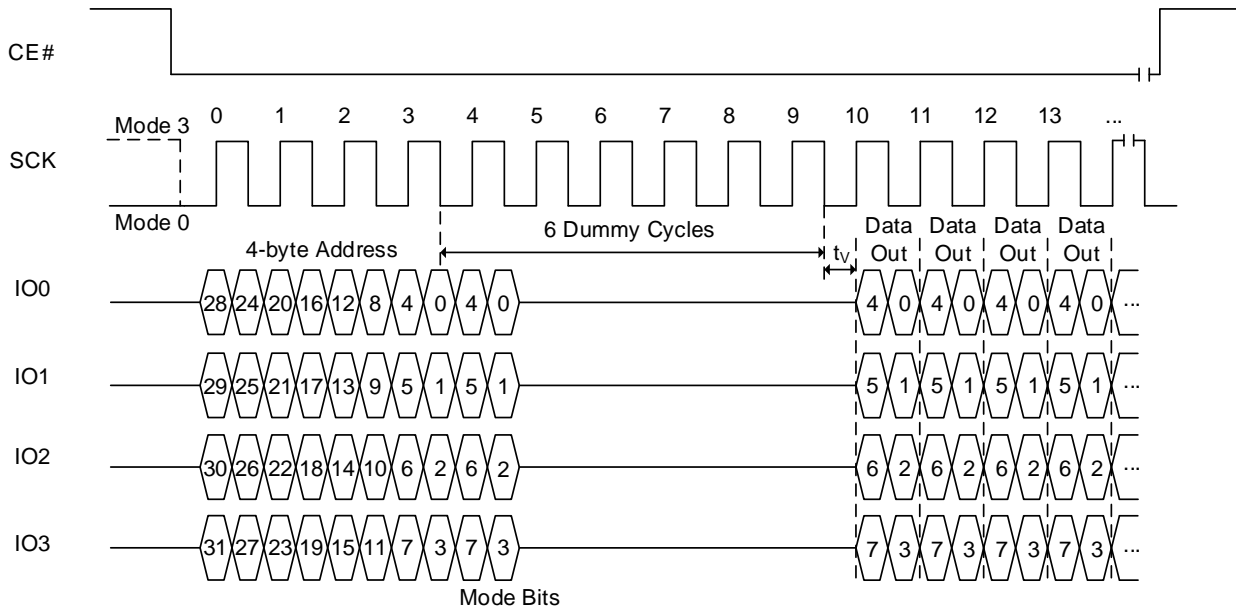 CE#
0 1 2 3 4 5 6 7 8 9 10 11 12 13 ...
Mode 3
SCK
Mode 0
6 Dummy Cycles
4-byte Address
tV
Data Out Data Out Data Out Data Out
IO0 28 24 20 16 12 8 4 0 4 0 4 0 4 0 4 0 4 0 ...
IO1 29 25 21 17 13 9 5 1 5 1 5 1 5 1 5 1 5 1 ...
IO2 30 26 22 18 14 10 6 2 6 2 6 2 6 2 6 2 6 2 ...
IO3 31 27 23 19 15 11 7 3 7 3 7 3 7 3 7 3 7 3 ...
Mode Bits